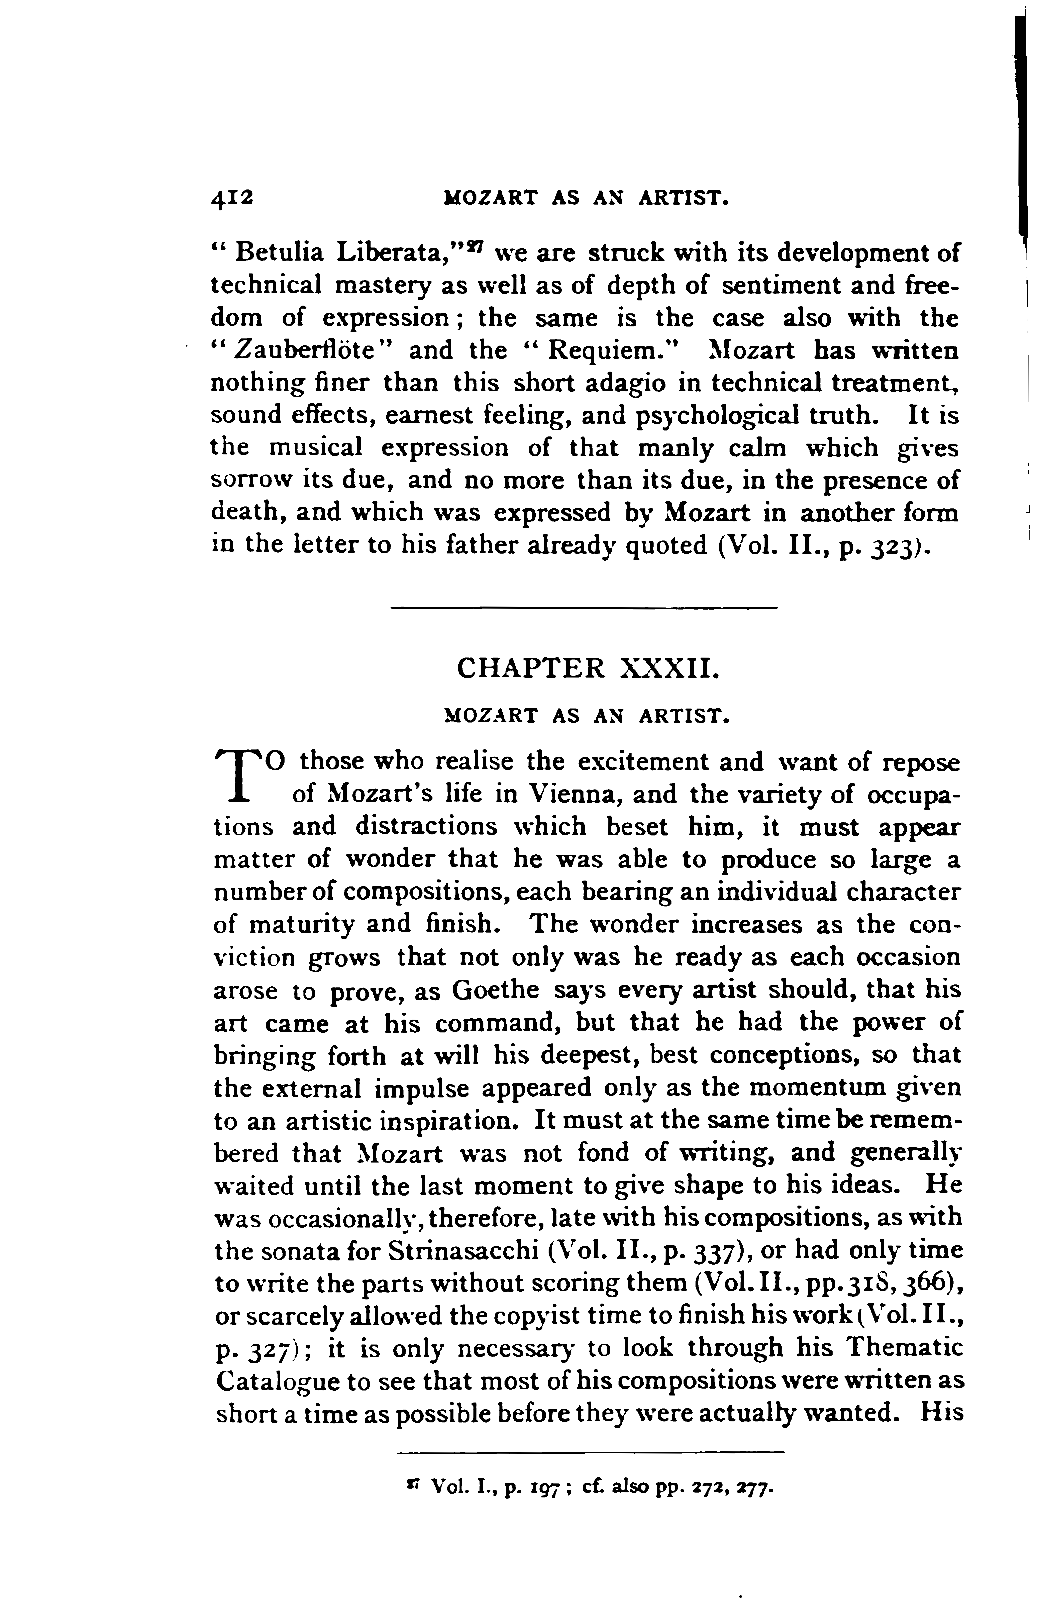 412 MOZART AS AN ARTIST.
“ Betulia Liberata,”27 we are struck with its development of
technical mastery as well as of depth of sentiment and free-
dom of expression ; the same is the case also with the
“ Zauberflöte” and the “ Requiem.” Mozart has written
nothing finer than this short adagio in technical treatment,
sound effects, earnest feeling, and psychological truth. It is
the musical expression of that manly calm which gives
sorrow its due, and no more than its due, in the presence of
death, and which was expressed by Mozart in another form
in the letter to his father already quoted (Vol. II., p. 323).
CHAPTER XXXII.
MOZART AS AN ARTIST.
TO those who realise the excitement and want of repose
of Mozart’s life in Vienna, and the variety of occupa-
tions and distractions which beset him, it must appear
matter of wonder that he was able to produce so large a
number of compositions, each bearing an individual character
of maturity and finish. The wonder increases as the con-
viction grows that not only was he ready as each occasion
arose to prove, as Goethe says every artist should, that his
art came at his command, but that he had the power of
bringing forth at will his deepest, best conceptions, so that
the external impulse appeared only as the momentum given
to an artistic inspiration. It must at the same time be remem-
bered that Mozart was not fond of writing, and generally
waited until the last moment to give shape to his ideas. He
was occasionally, therefore, late with his compositions, as with
the sonata for Strinasacchi (Vol. II., p. 337), or had only time
to write the parts without scoring them (Vol. II., pp. 318, 366),
or scarcely allowed the copyist time to finish his work (Vol. II.,
p. 327) ; it is only necessary to look through his Thematic
Catalogue to see that most of his compositions were written as
short a time as possible before they were actually wanted. His
27 Vol. I., p. 197 ; cf. also pp. 272, 277.